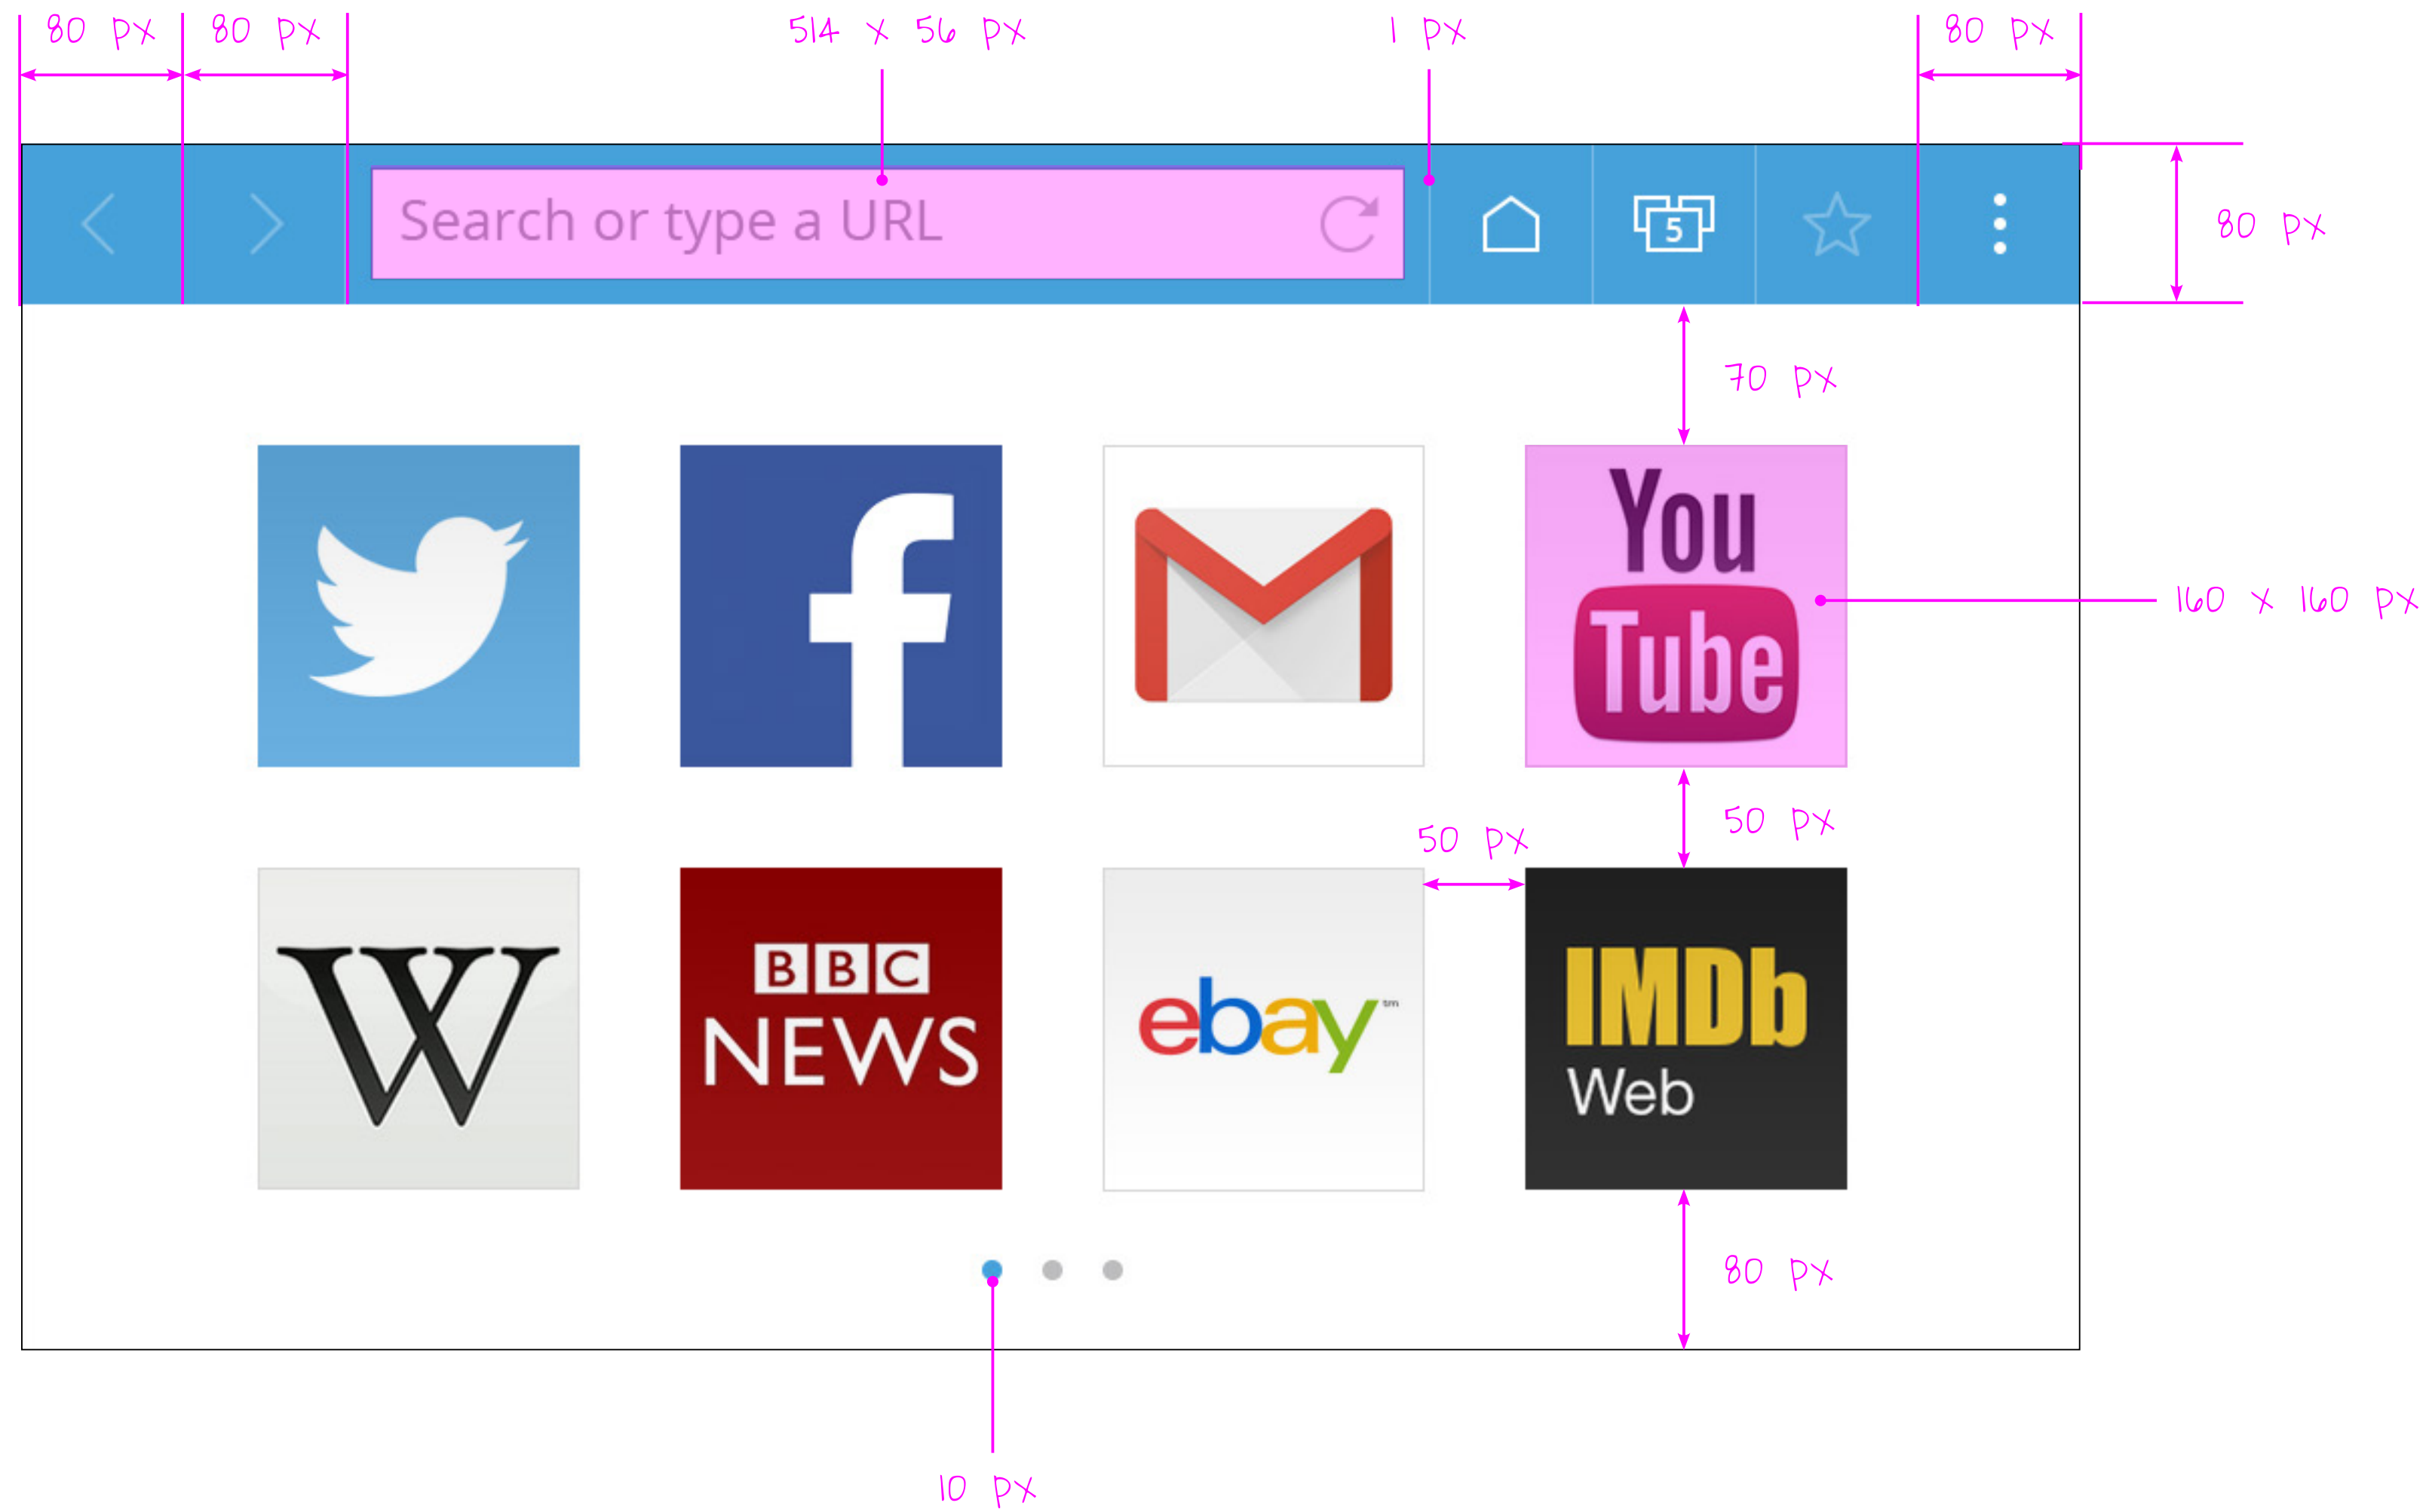 80 px 80 px 514 x 56 px 1 px 80 px
Search or type a URL 5 80 px
70 px
You
Tube
160 x 160 px
50 px 50 px
BBC
NEWS
W ebay™ IMDb
Web
80 px
10 px